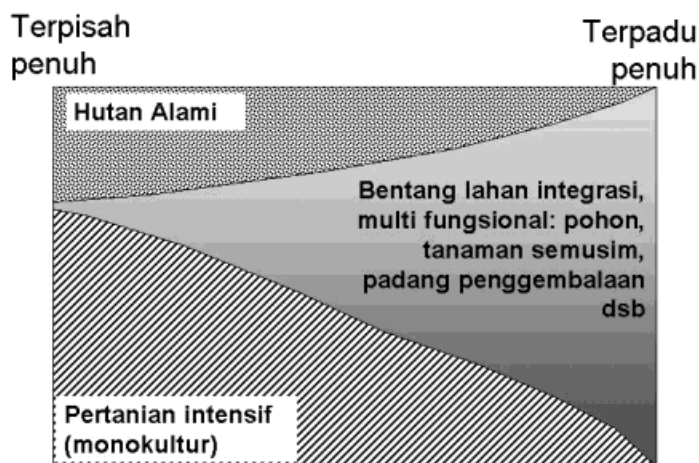 Terpisah
penuh
Terpadu
penuh
Hutan Alami
Bentang lahan integrasi,
multi fungsional: pohon,
tanaman semusim,
padang penggembalaan
dsb
Pertanian intensif
(monokultur)